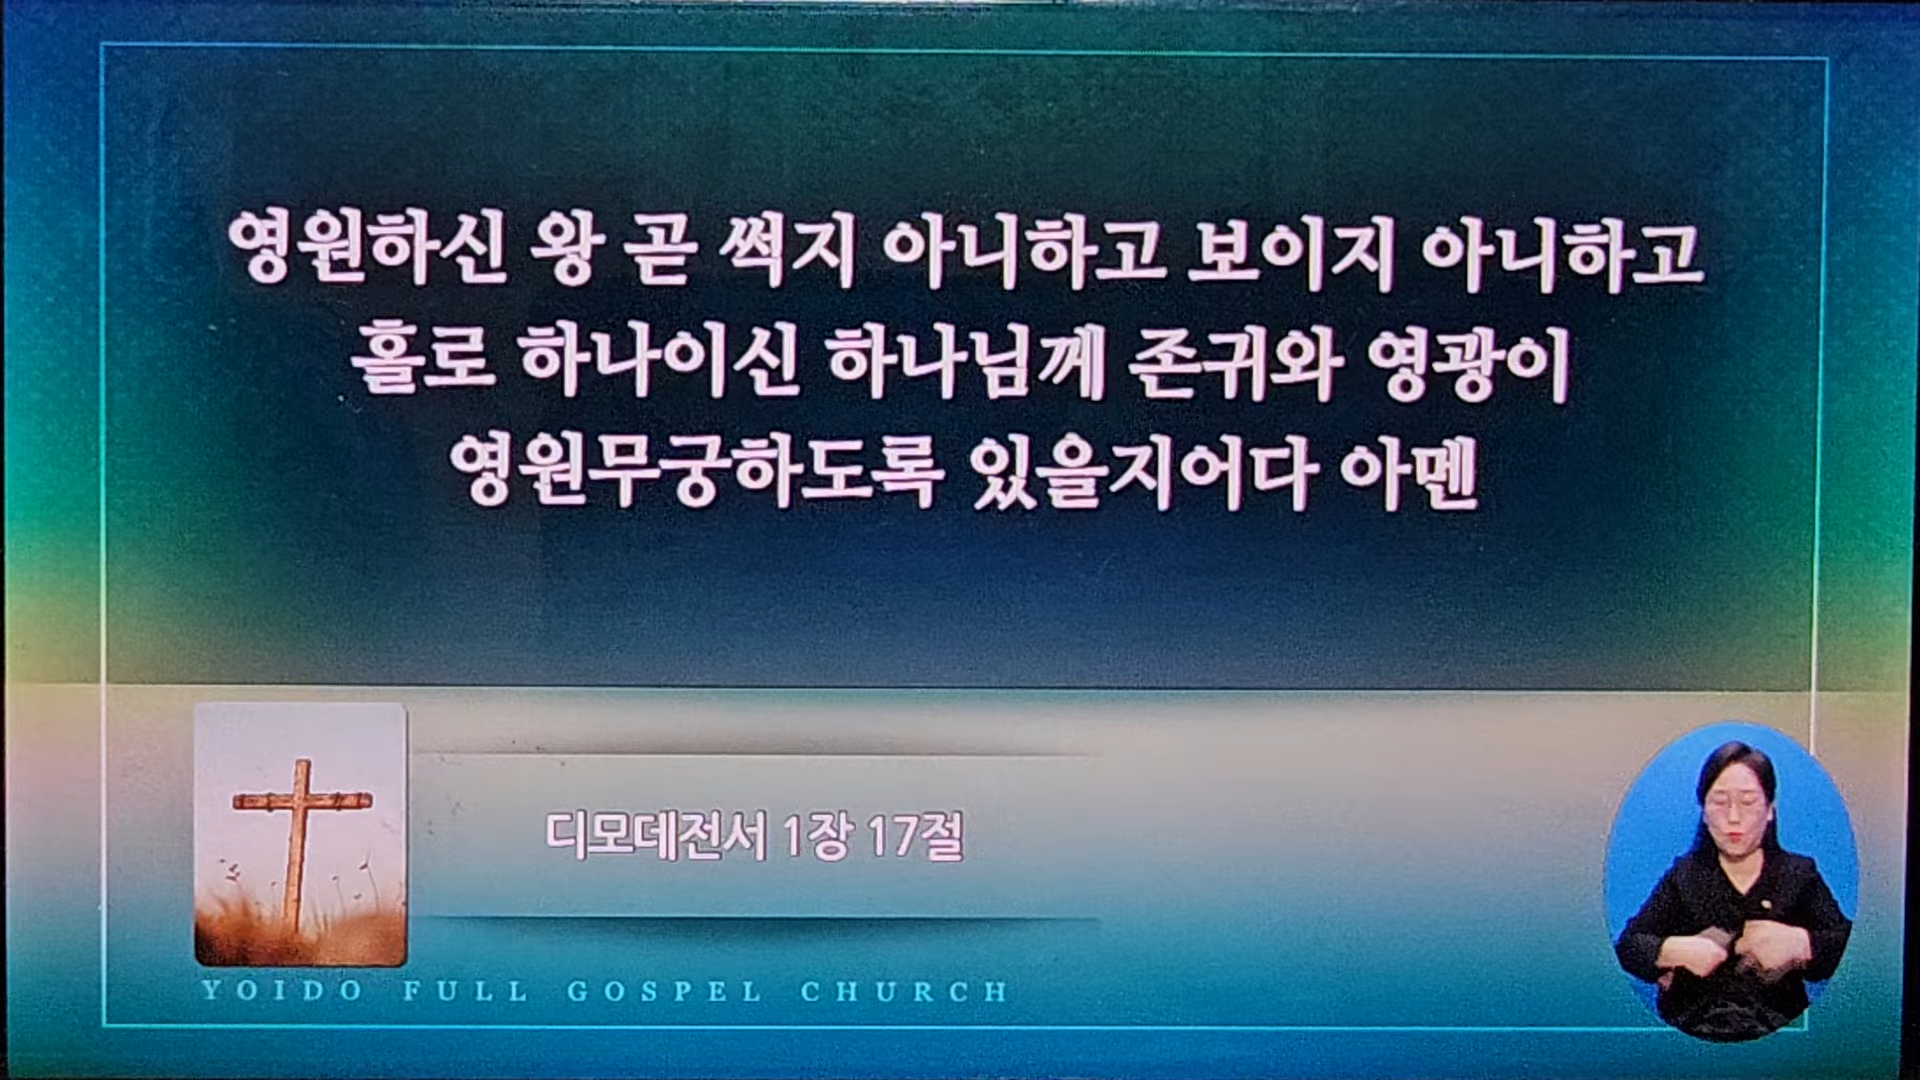 영원하신 왕 곧 썩지 아니하고 보이지 아니하고
홀로 하나이신 하나님께 존귀와 영광이
영원무궁하도록 있을지어다 아멘
디모데전서 1장 17절
YOIDO FULL GOSPEL CHURCH